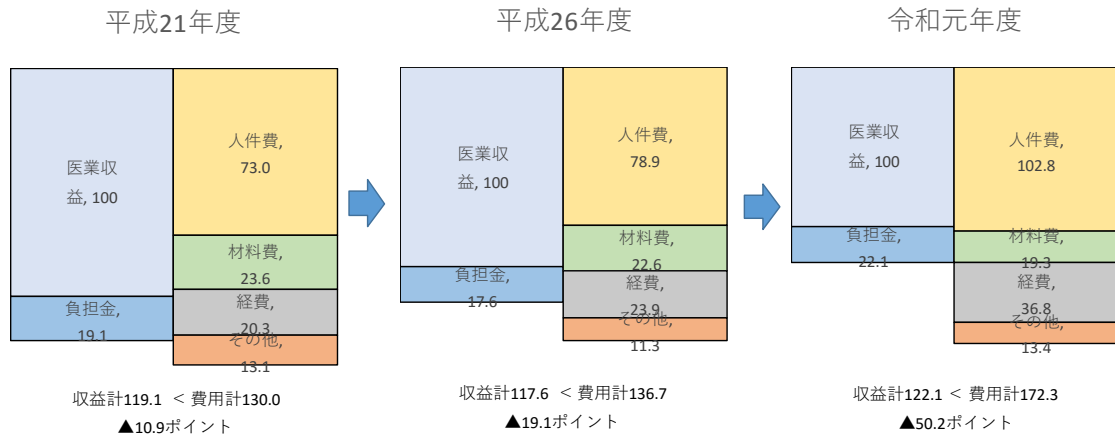 平成21年度
医業収
益, 100
負担金,
19.1
人件費,
73.0
材料費,
23.6
経費,
20.3
その他,
13.1
収益計119.1 < 費用計130.0
▲10.9ポイント
平成26年度
医業収
益, 100
負担金,
17.6
人件費,
78.9
材料費,
22.6
経費,
23.9
その他,
11.3
収益計117.6 < 費用計136.7
▲19.1ポイント
令和元年度
医業収
益, 100
負担金,
22.1
人件費,
102.8
材料費,
19.3
経費,
36.8
その他,
13.4
収益計122.1 < 費用計172.3
▲50.2ポイント